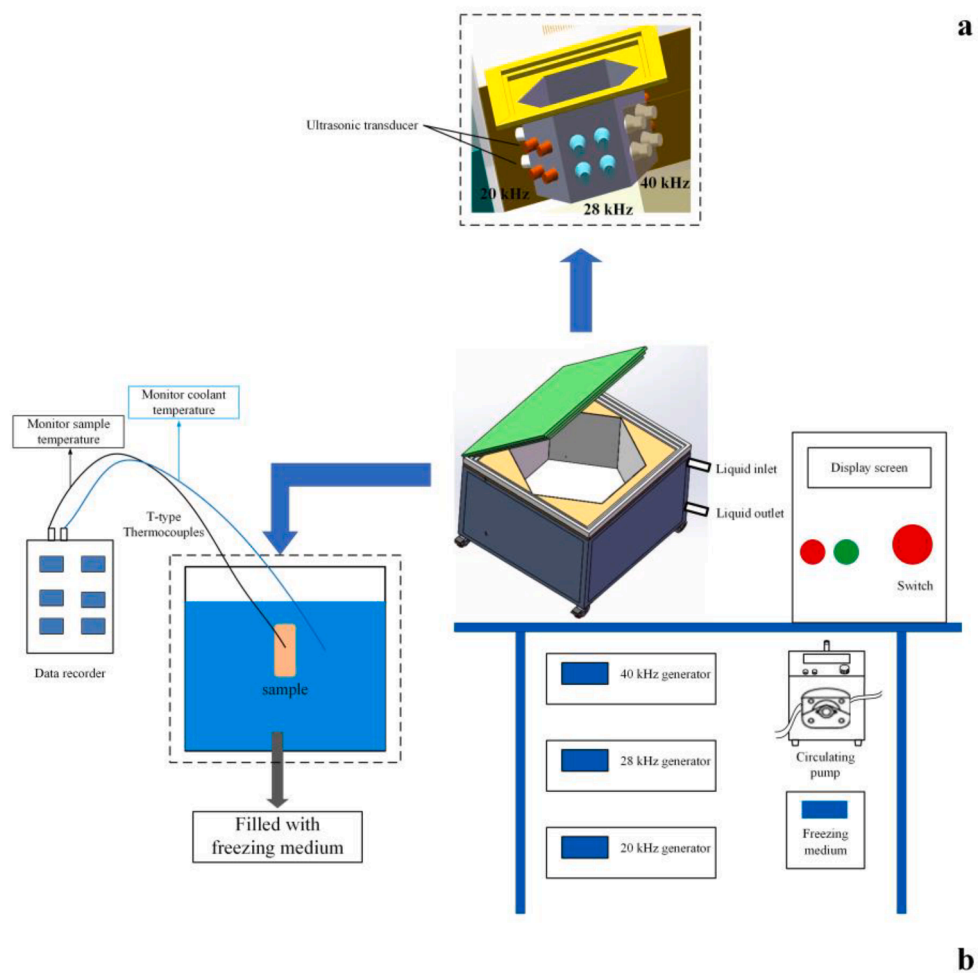 a
Ultrasonic transducer
20 kHz
28 kHz
40 kHz
Monitor coolant
temperature
Monitor sample
temperature
T-type
Thermocouples
Data recorder
sample
Filled with
freezing medium
Liquid inlet
Liquid outlet
Display screen
Switch
40 kHz generator
28 kHz generator
20 kHz generator
Circulating
pump
Freezing
medium
b